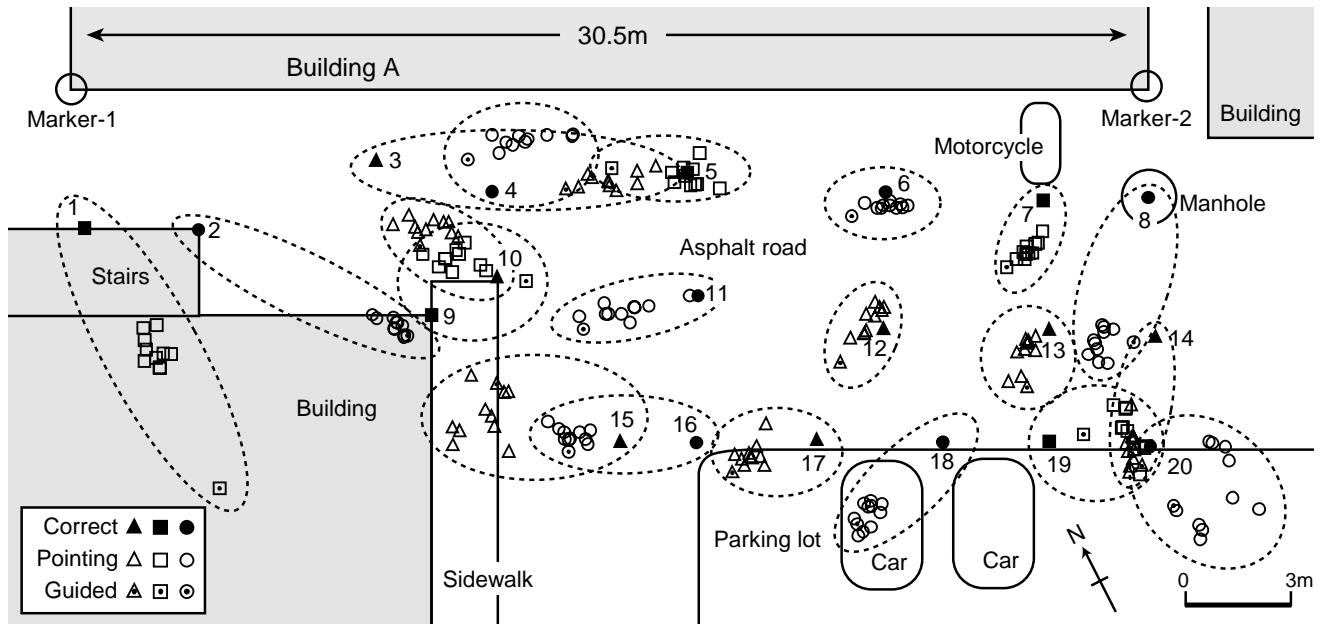 30.5m
Building A
Marker-1
Marker-2
Building
Motorcycle
3
5
6
4
7
Manhole
8
1
2
Asphalt road
Stairs
10
11
9
12
13
14
Building
15
16
17
18
19
20
Correct
Pointing
Guided
Sidewalk
Parking lot
Car
Car
N
0 3m